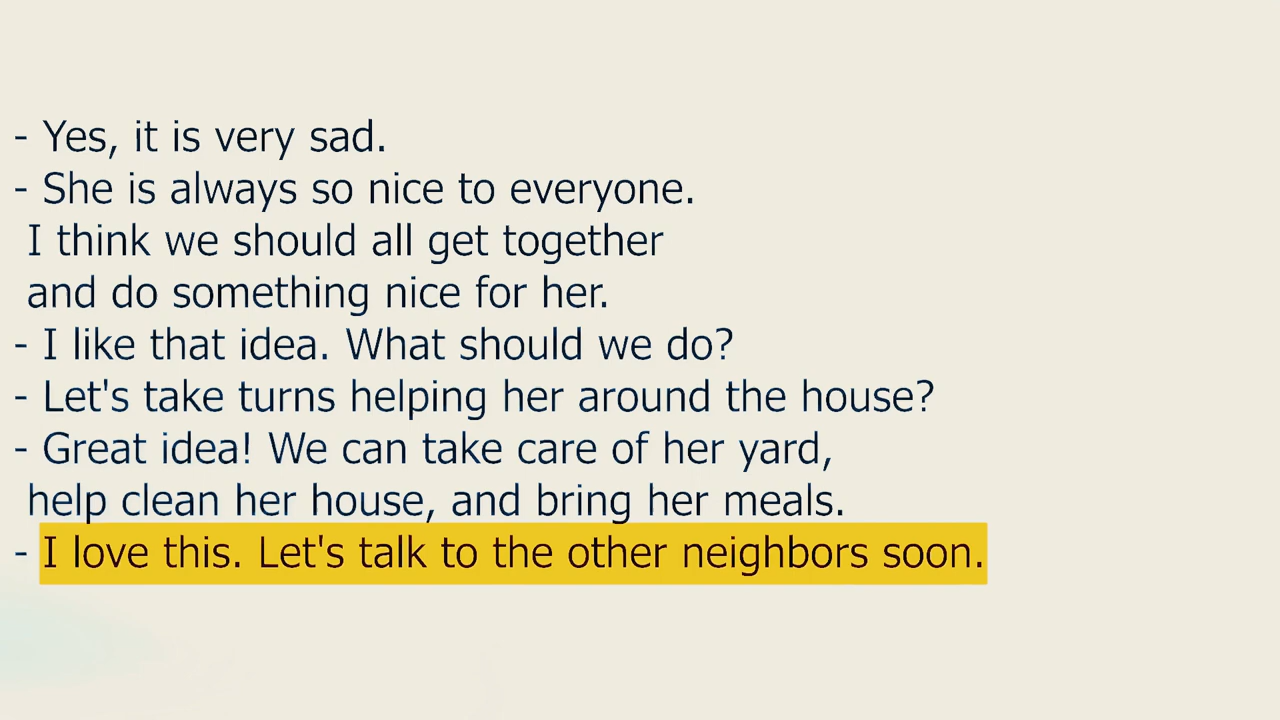 - Yes, it is very sad.
- She is always so nice to everyone.
I think we should all get together
and do something nice for her.
- I like that idea. What should we do?
- Let's take turns helping her around the house?
- Great idea! We can take care of her yard,
help clean her house, and bring her meals.
- I love this. Let's talk to the other neighbors soon.